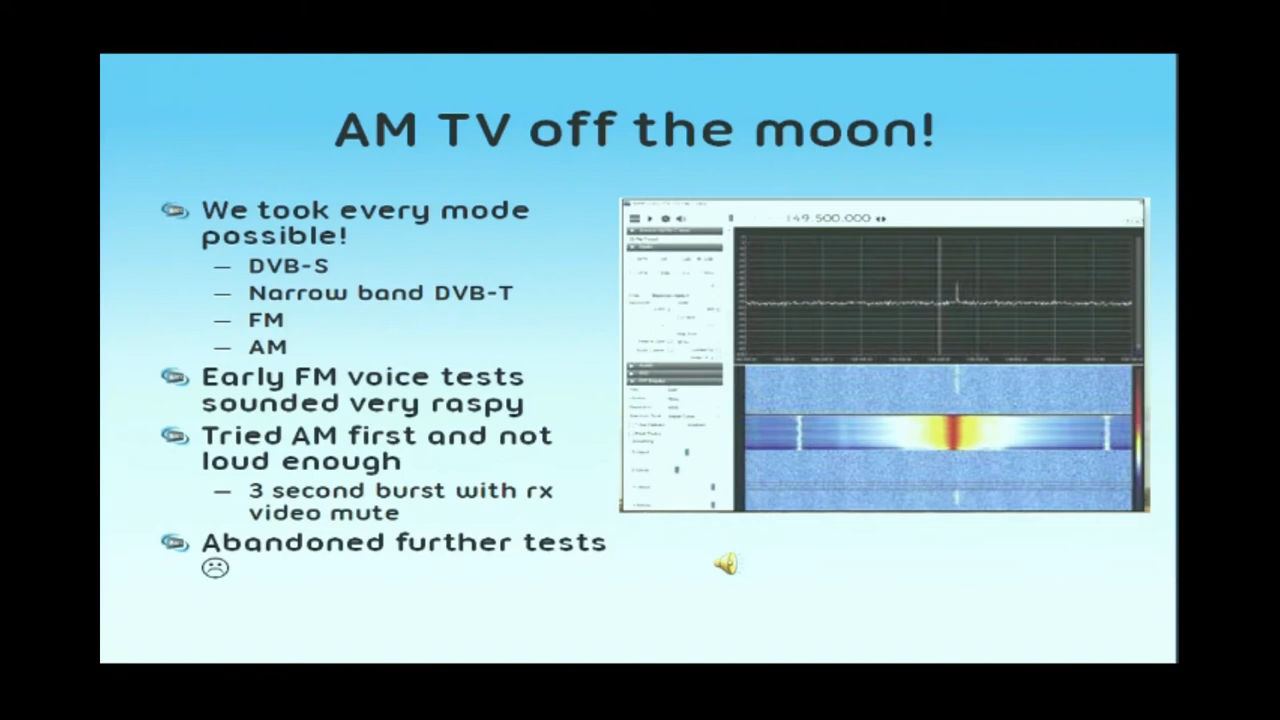 AM TV off the moon!
We took every mode
possible!
– DVB-S
– Narrow band DVB-T
– FM
– AM
Early FM voice tests
sounded very raspy
Tried AM first and not
loud enough
– 3 second burst with rx
video mute
Abandoned further tests
☹
149.500.000